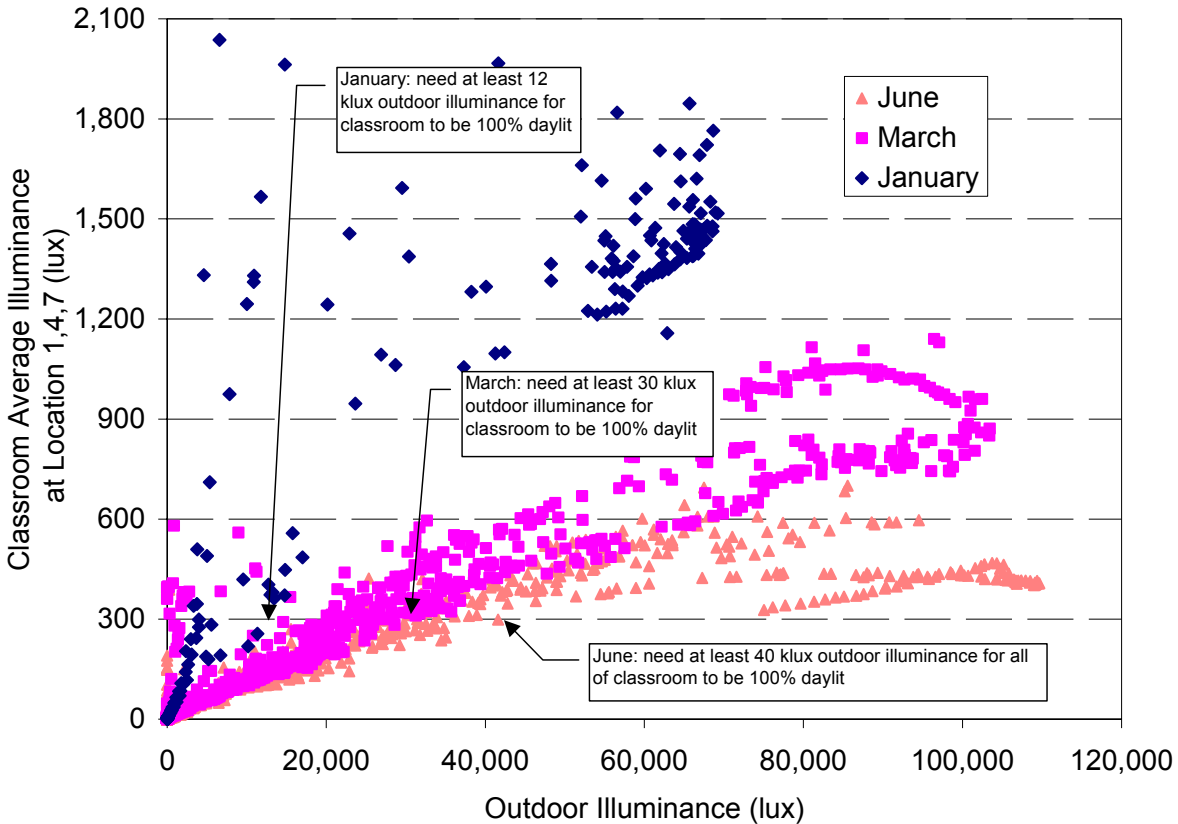 2,100
1,800
1,500
1,200
900
600
300
0
Classroom Average Illuminance
at Location 1,4,7 (lux)
January: need at least 12
klux outdoor illuminance for
classroom to be 100% daylit
June
March
January
March: need at least 30 klux
outdoor illuminance for
classroom to be 100% daylit
June: need at least 40 klux outdoor illuminance for all
of classroom to be 100% daylit
0 20,000 40,000 60,000 80,000 100,000 120,000
Outdoor Illuminance (lux)